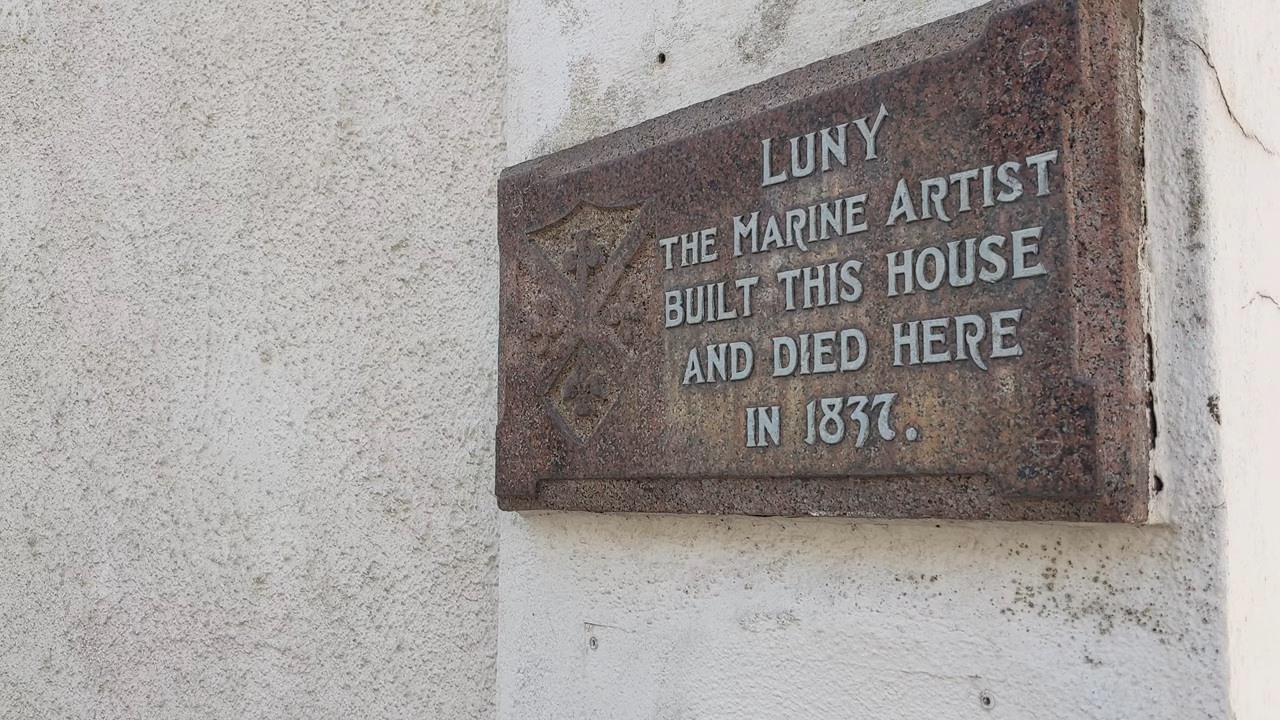 LUNY
THE MARINE ARTIST
BUILT THIS HOUSE
AND DIED HERE
IN 1837.